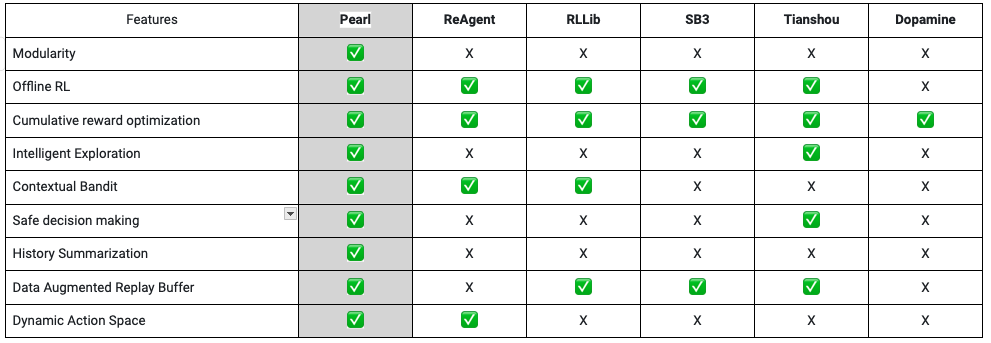 Features Pearl ReAgent RLLib SB3 Tianshou Dopamine
Modularity ✅ X X X X X
Offline RL ✅ ✅ ✅ ✅ ✅ X
Cumulative reward optimization ✅ ✅ ✅ ✅ ✅ ✅
Intelligent Exploration ✅ X X X ✅ X
Contextual Bandit ✅ ✅ ✅ X X X
Safe decision making ✅ X X X ✅ X
History Summarization ✅ X X X X X
Data Augmented Replay Buffer ✅ X ✅ ✅ ✅ X
Dynamic Action Space ✅ ✅ X X X X